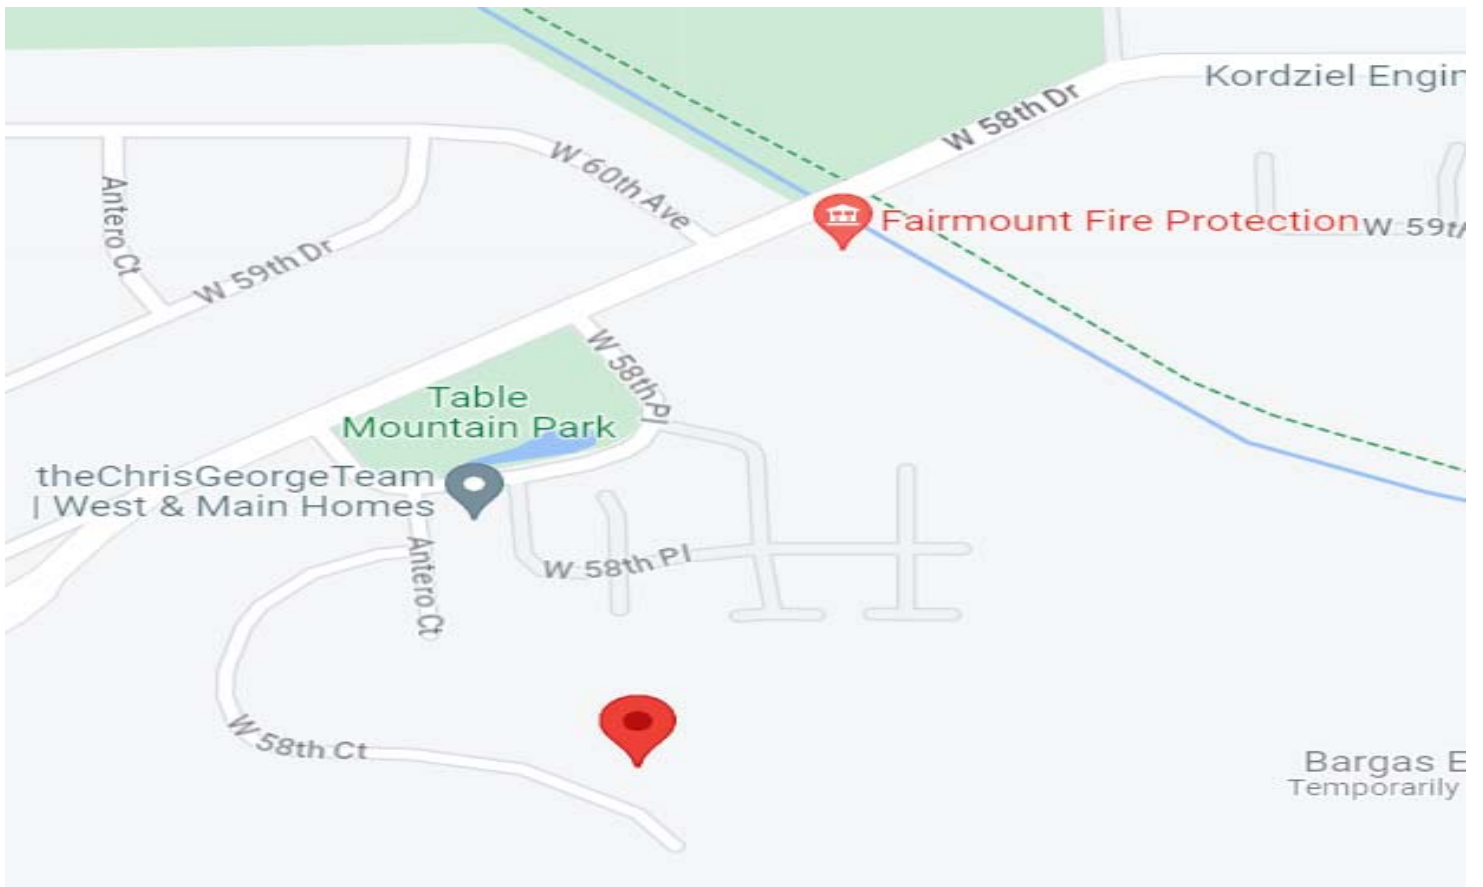 Kordziel Engin
W 58th Dr
W 60th Ave
Antero Ct
Fairmount Fire Protection
W 59th
W 59th Dr
W 58th Pl
Table
Mountain Park
theChrisGeorgeTeam
| West & Main Homes
W 58th Pl
Antero Ct
W 58th Ct
Bargas E
Temporarily